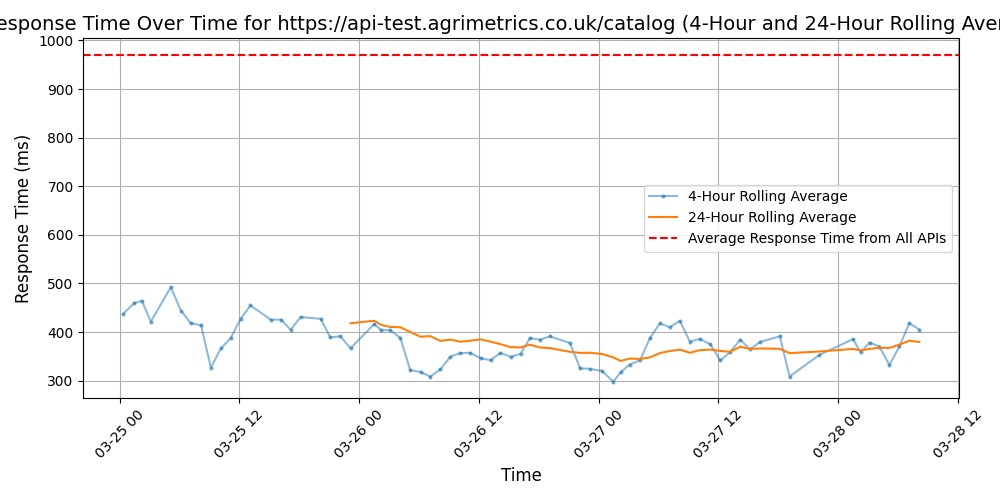 esponse Time Over Time for https://api-test.agrimetrics.co.uk/catalog (4-Hour and 24-Hour Rolling Aver
Response Time (ms)
1000
900
800
700
600
500
400
300
4-Hour Rolling Average
24-Hour Rolling Average
Average Response Time from All APIs
03-25 00
03-25 12
03-26 00
03-26 12
03-27 00
03-27 12
03-28 00
03-28 12
Time